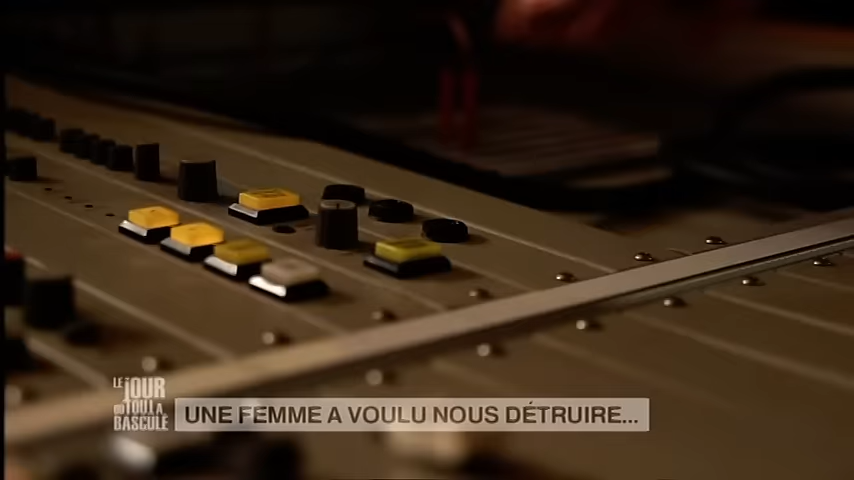 LE JOUR
OÙ TOUT A
BASCULÉ
UNE FEMME A VOULU NOUS DÉTRUIRE...